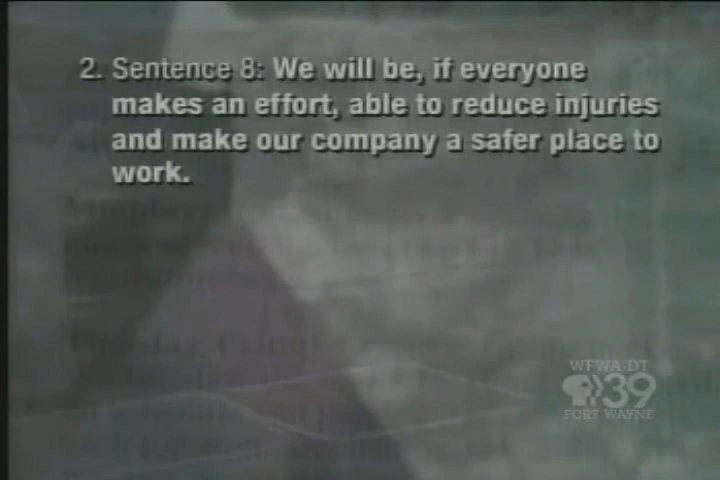 2. Sentence 8: We will be, if everyone
makes an effort, able to reduce injuries
and make our company a safer place to
work.
WFWA-DT
39
FORT WAYNE